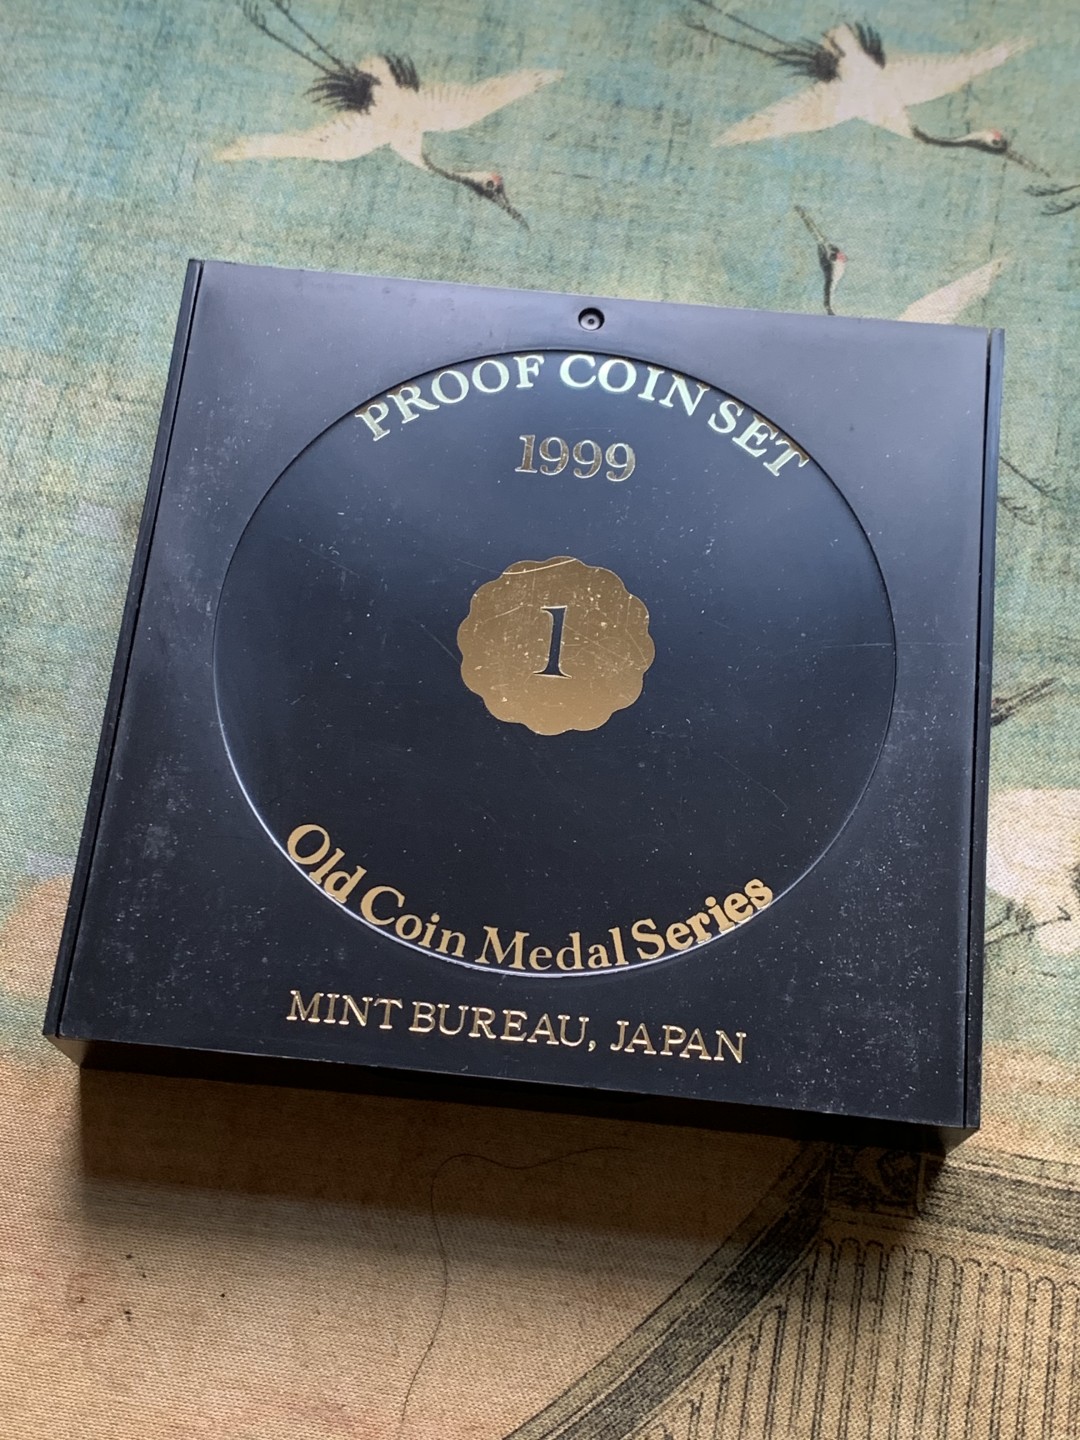 PROOF COIN SET
1999
1
Old Coin Medal Series
MINT BUREAU, JAPAN